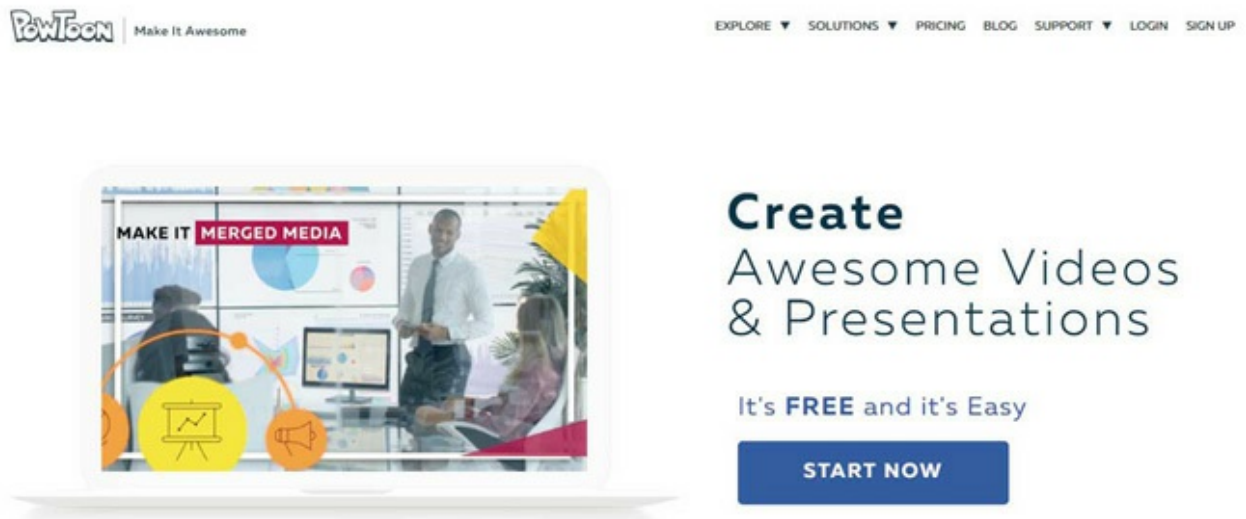 PowToon
Make It Awesome
EXPLORE ▼ SOLUTIONS ▼ PRICING BLOG SUPPORT ▼ LOGIN SIGN UP
MAKE IT MERGED MEDIA
Create
Awesome Videos
& Presentations
It's FREE and it's Easy
START NOW